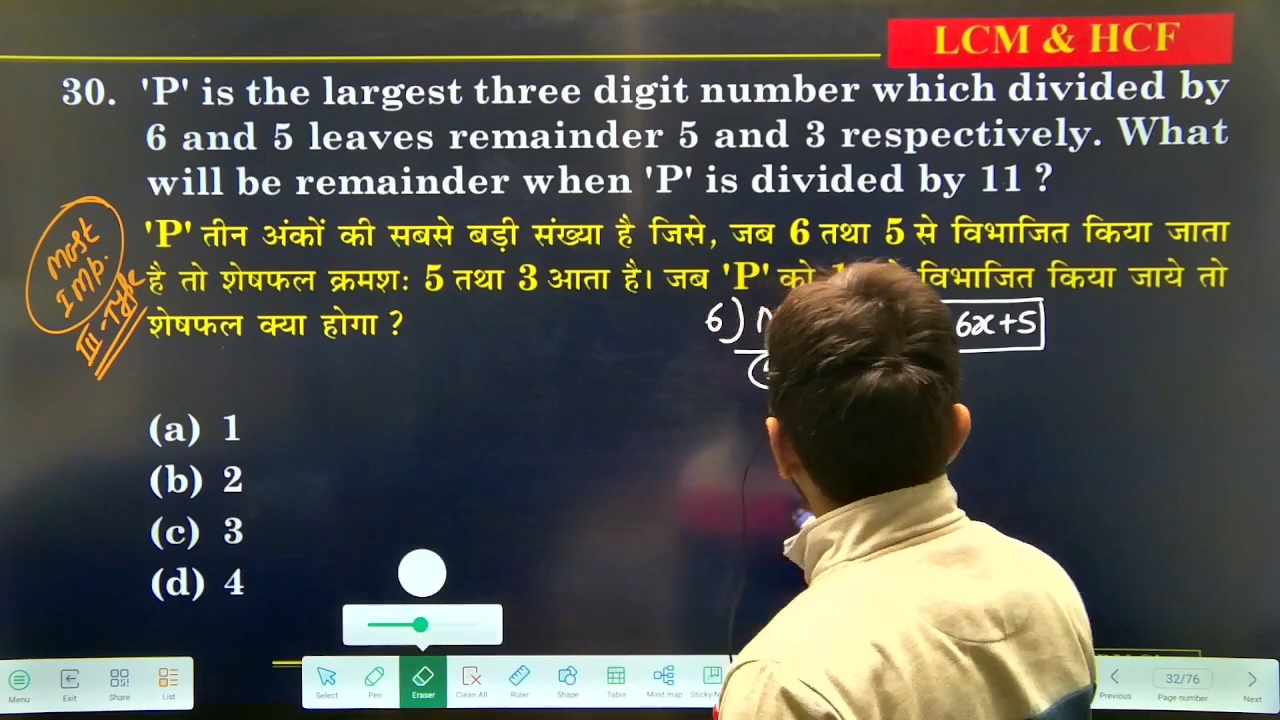 LCM & HCF
30. 'P' is the largest three digit number which divided by
6 and 5 leaves remainder 5 and 3 respectively. What
will be remainder when 'P' is divided by 11 ?
'P' तीन अंकों की सबसे बड़ी संख्या है जिसे, जब 6 तथा 5 से विभाजित किया जाता
है तो शेषफल क्रमशः 5 तथा 3 आता है। जब 'P' को विभाजित किया जाये तो
शेषफल क्या होगा ?
Most
IMP.
III-Type
6) 6x+5
(a) 1
(b) 2
(c) 3
(d) 4
Menu Exit Share List
Select Pen Eraser Clean All Ruler Shape Table Mind map
Previous 32/76 Page number Next